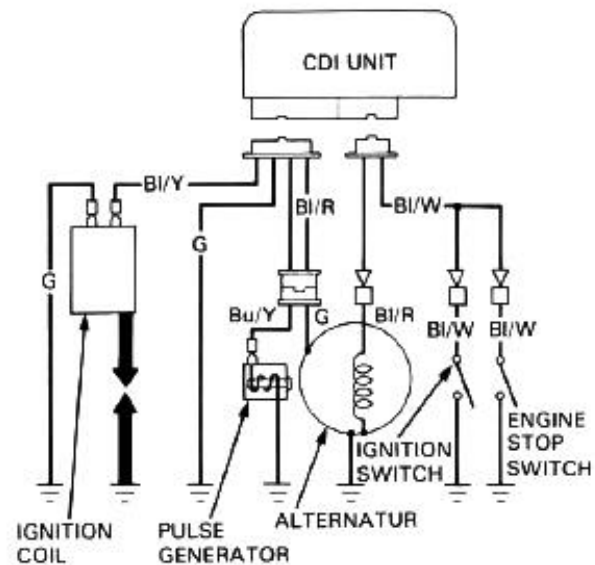 CDI UNIT
Bl/Y
Bl/R
Bl/W
G
G
Bu/Y
G
Bl/R
Bl/W
Bl/W
IGNITION
COIL
PULSE
GENERATOR
ALTERNATUR
IGNITION
SWITCH
ENGINE
STOP
SWITCH